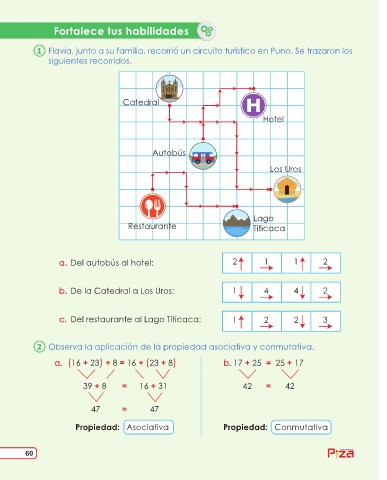 Fortalece tus habilidades
1 Flavia, junto a su familia, recorrió un circuito turístico en Puno. Se trazaron los
siguientes recorridos.
Catedral
H
Hotel
Autobús
Los Uros
Restaurante
Lago
Titicaca
a. Del autobús al hotel: 2↑ 1→ 1↑ 2→
b. De la Catedral a Los Uros: 1↓ 4→ 4↓ 2→
c. Del restaurante al Lago Titicaca: 1↑ 2→ 2↓ 3→
2 Observa la aplicación de la propiedad asociativa y conmutativa.
a. (16 + 23) + 8 = 16 + (23 + 8)
39 + 8 = 16 + 31
47 = 47
Propiedad: Asociativa
b. 17 + 25 = 25 + 17
42 = 42
Propiedad: Conmutativa
60